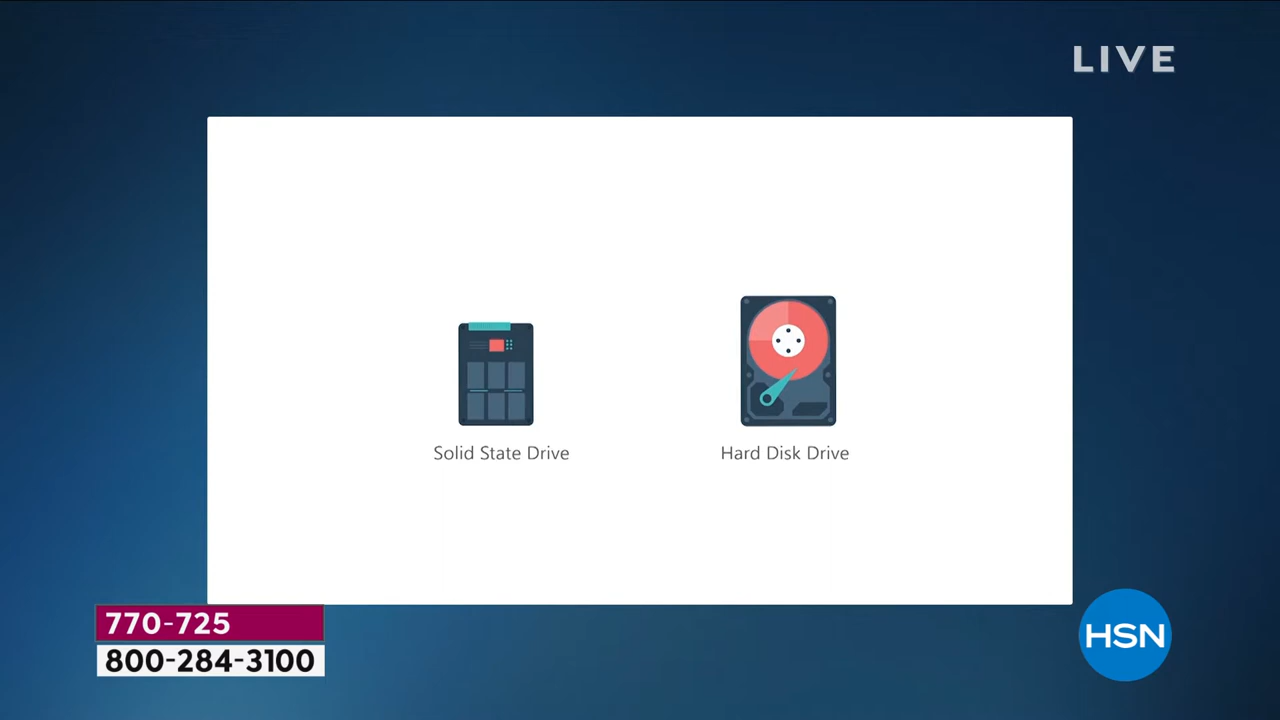 LIVE
Solid State Drive
Hard Disk Drive
770-725
800-284-3100
HSN